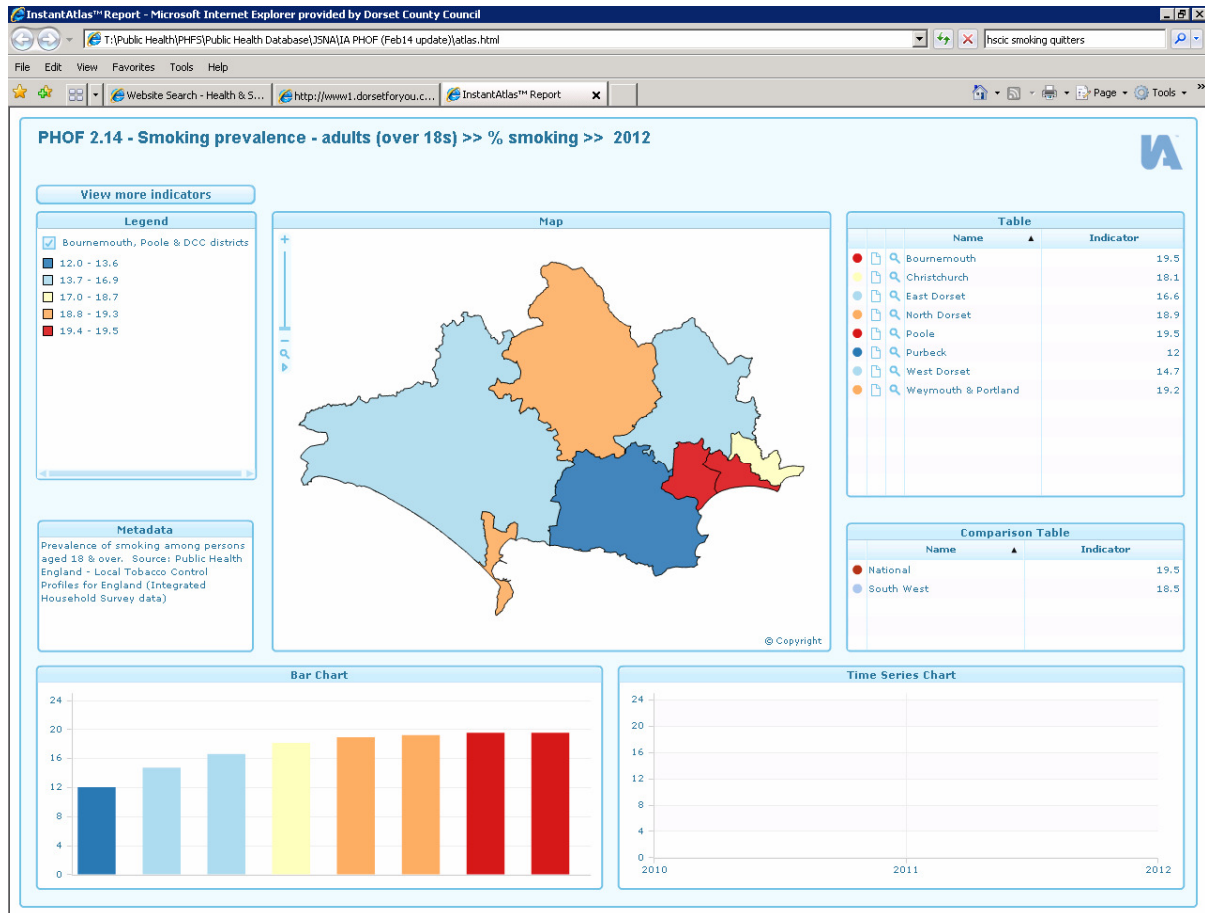 InstantAtlas™ Report - Microsoft Internet Explorer provided by Dorset County Council
T:\Public Health\PHFS\Public Health Database\JSNA\IA PHOF (Feb14 update)\atlas.html
hscic smoking quitters
File Edit View Favorites Tools Help
Website Search - Health & S...
http://www1.dorsetforyou.c...
InstantAtlas™ Report
Page
Tools
PHOF 2.14 - Smoking prevalence - adults (over 18s) >> % smoking >> 2012
IA
View more indicators
Legend
Bournemouth, Poole & DCC districts
12.0 - 13.6
13.7 - 16.9
17.0 - 18.7
18.8 - 19.3
19.4 - 19.5
Metadata
Prevalence of smoking among persons
aged 18 & over. Source: Public Health
England - Local Tobacco Control
Profiles for England (Integrated
Household Survey data)
Map
© Copyright
Table
Name Indicator
Bournemouth 19.5
Christchurch 18.1
East Dorset 16.6
North Dorset 18.9
Poole 19.5
Purbeck 12
West Dorset 14.7
Weymouth & Portland 19.2
Comparison Table
Name Indicator
National 19.5
South West 18.5
Bar Chart
24
20
16
12
8
4
0
Time Series Chart
24
20
16
12
8
4
0
2010 2011 2012